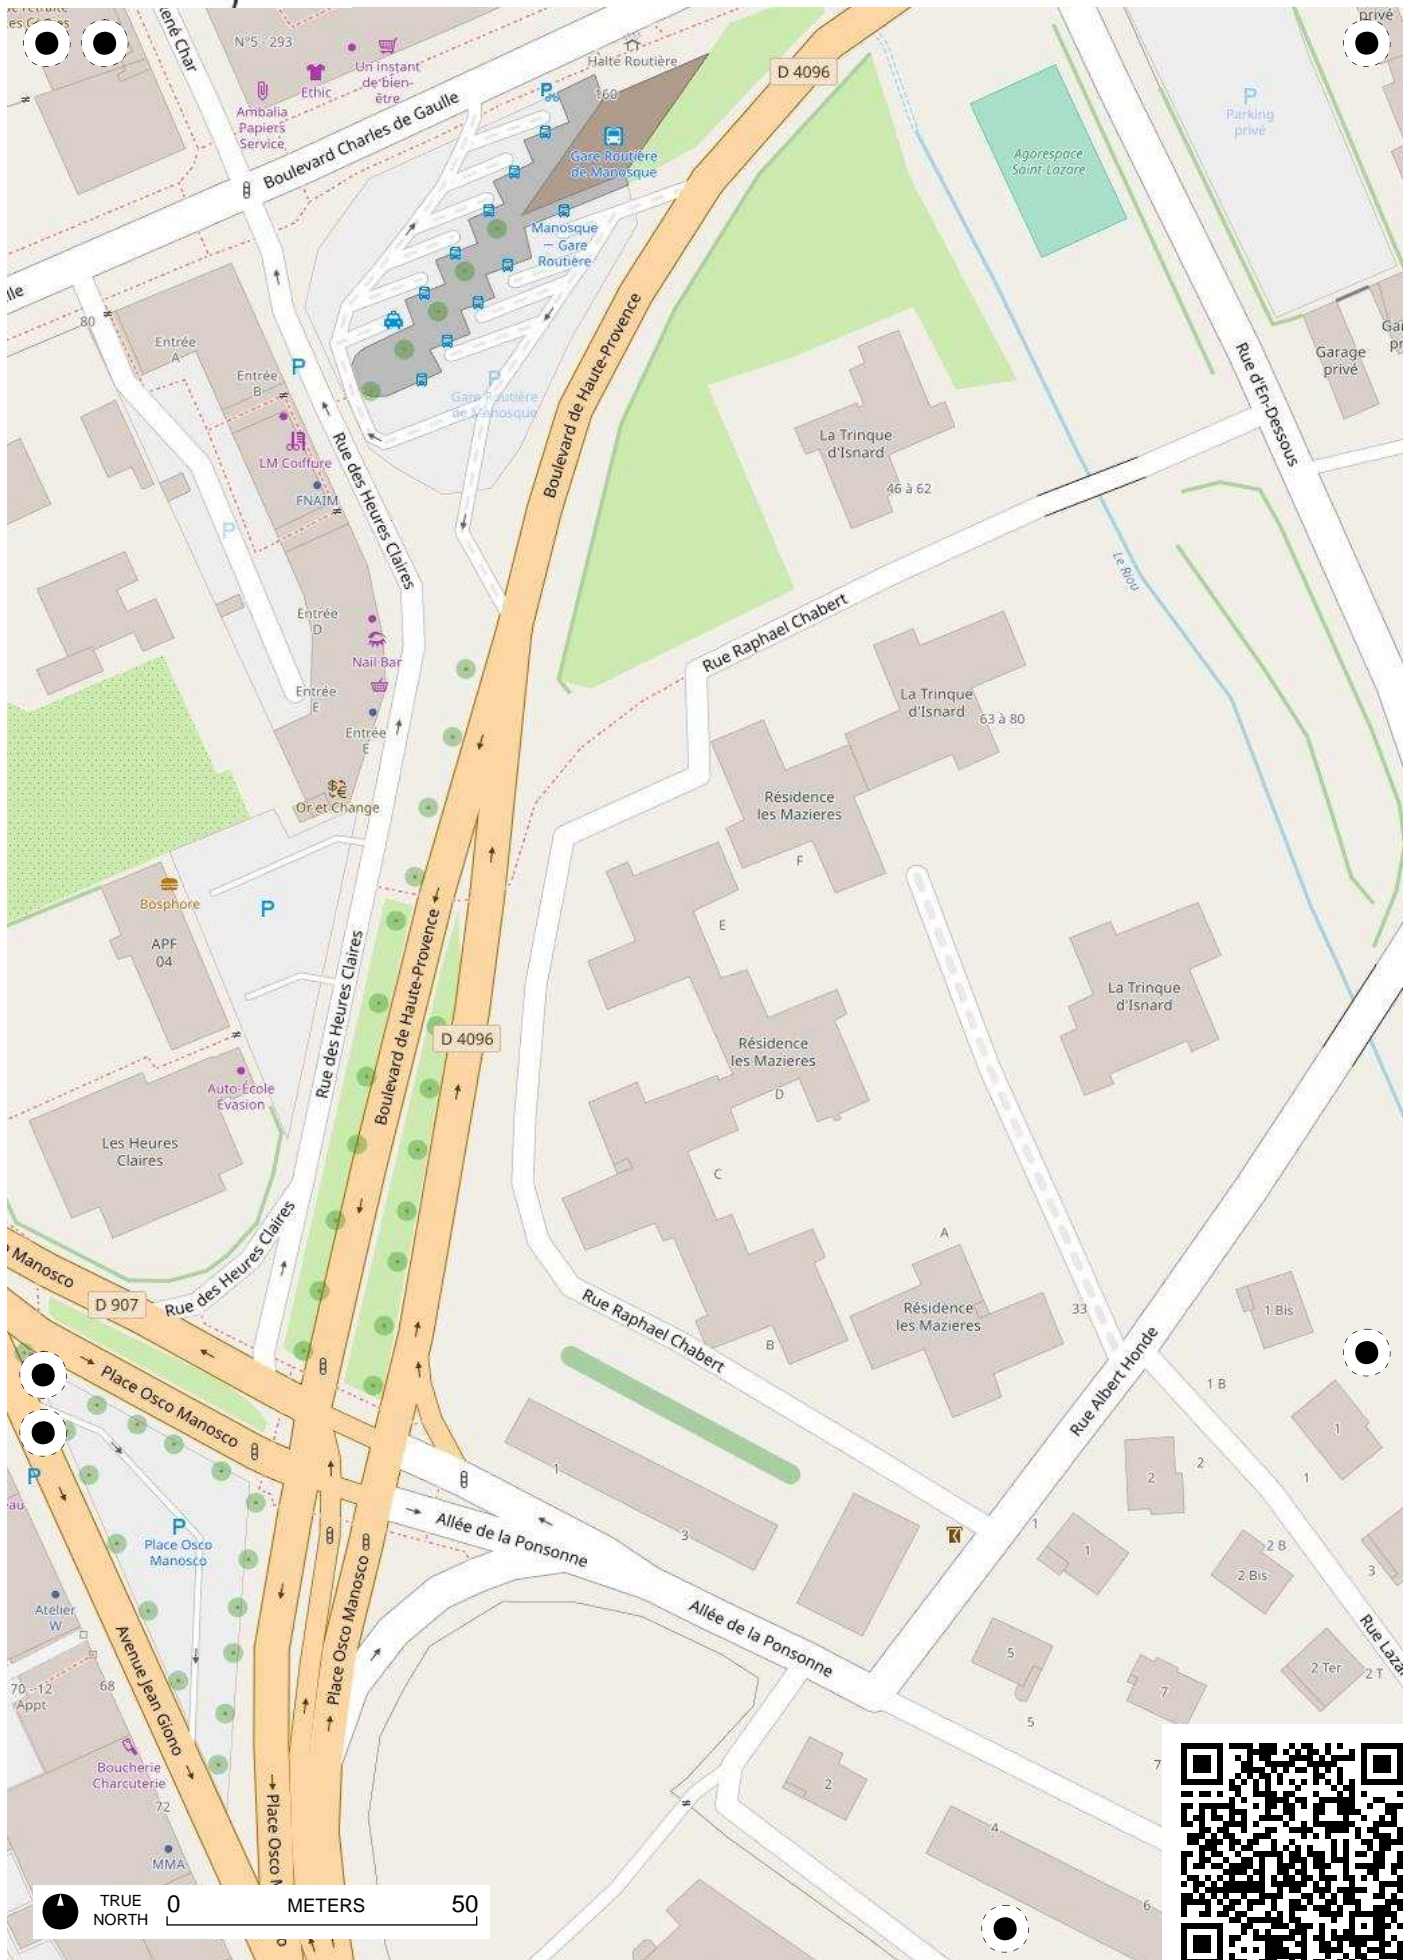 René Char
N°5 - 293
Un instant
de bien-
être
Ethic
Ambalia
Papiers
Service
Boulevard Charles de Gaulle
Halte Routière
160
Gare Routière
de Manosque
Manosque
— Gare
Routière
D 4096
P
Parking
privé
privé
Agorespace
Saint-Lazare
80
Entrée
A
Entrée
B
P
LM Coiffure
FNAIM
P
P
Gare Routière
de Manosque
Rue des Heures Claires
Boulevard de Haute-Provence
La Trinque
d'Isnard
46 à 62
Rue d'En-Dessous
Garage
privé
Le Riou
Entrée
D
Nail Bar
Entrée
E
Entrée
E
Or et Change
Rue Raphael Chabert
La Trinque
d'Isnard
63 à 80
Résidence
les Mazieres
F
E
Bosphore
P
APF
04
Rue des Heures Claires
Boulevard de Haute-Provence
D 4096
Résidence
les Mazieres
D
La Trinque
d'Isnard
Auto-École
Évasion
Les Heures
Claires
C
A
Rue des Heures Claires
Manosco
D 907
Rue Raphael Chabert
Résidence
les Mazieres
B
33
1 Bis
Rue Albert Honde
1 B
1
Place Osco Manosco
P
1
2
2
1
3
Allée de la Ponsonne
K
1
1
2 B
2 Bis
3
P
Place Osco
Manosco
Atelier
W
Place Osco Manosco
Allée de la Ponsonne
Avenue Jean Giono
70 -12
Appt
68
5
5
7
2 Ter
2 T
Boucherie
Charcuterie
72
MMA
2
7
4
6
Place Osco
TRUE
NORTH
0
METERS
50